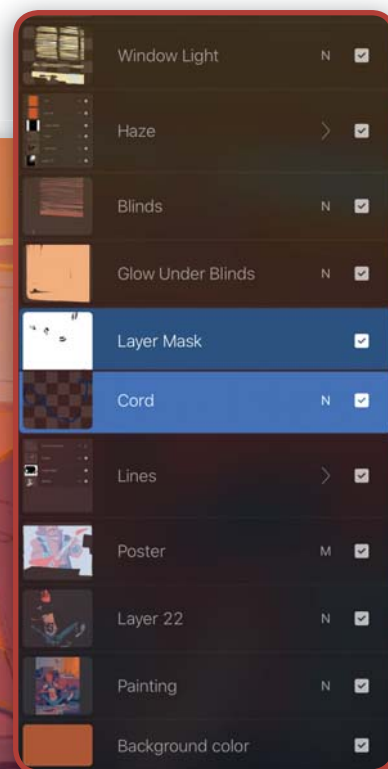 Window Light N
Haze
Blinds N
Glow Under Blinds N
Layer Mask
Cord N
Lines
Poster M
Layer 22 N
Painting N
Background color